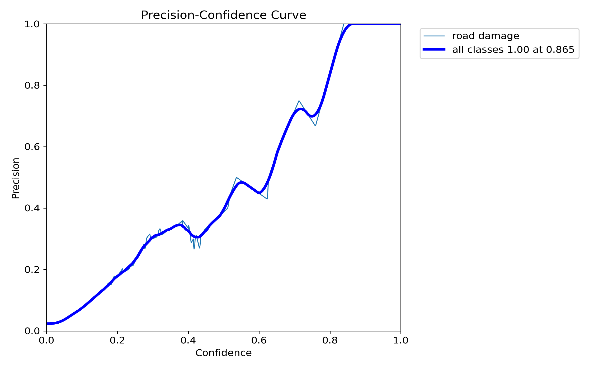 Precision-Confidence Curve
road damage
all classes 1.00 at 0.865
1.0
0.8
0.6
0.4
0.2
0.0
Precision
0.0 0.2 0.4 0.6 0.8 1.0
Confidence